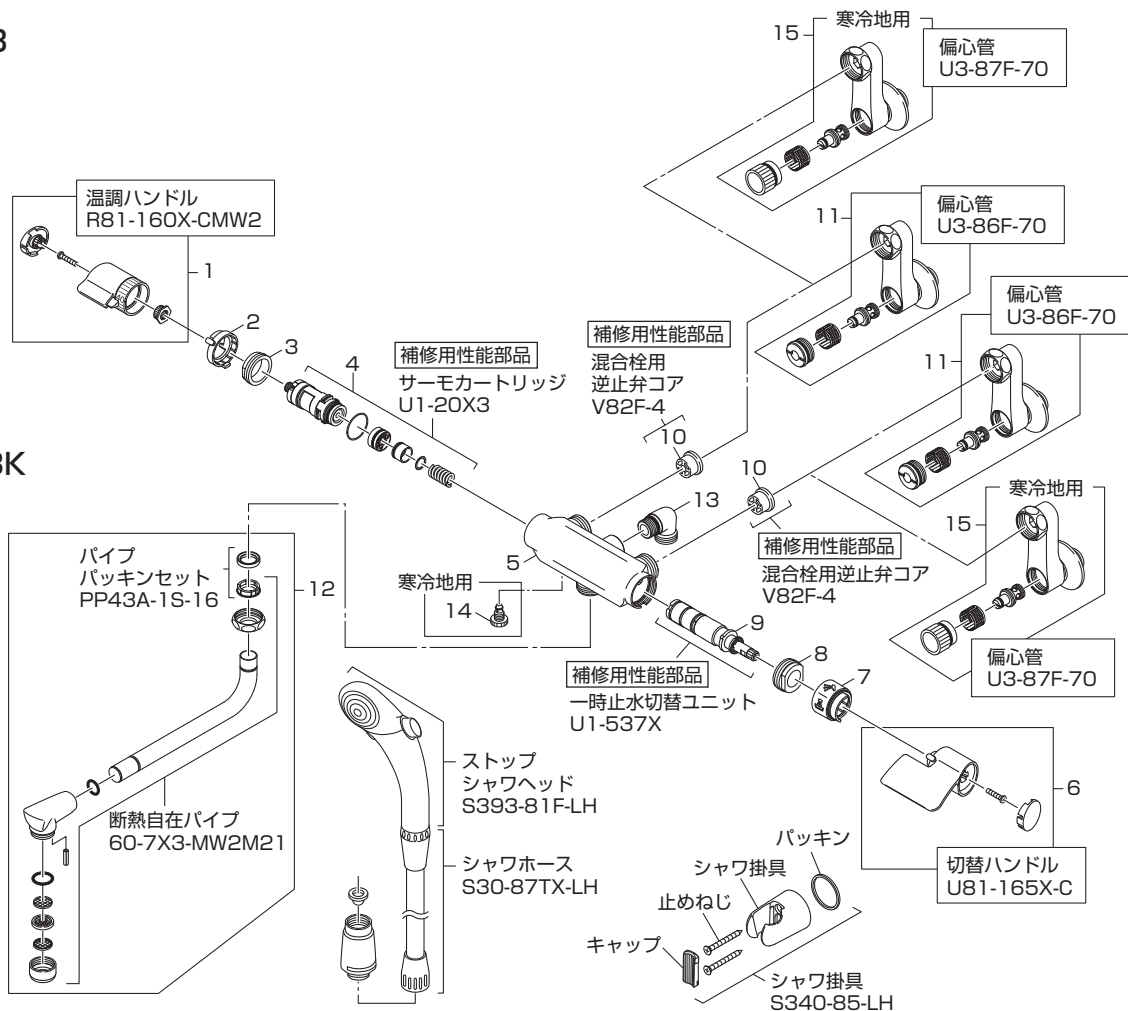 3
15
寒冷地用
偏心管
U3-87F-70
温調ハンドル
R81-160X-CMW2
1
11
偏心管
U3-86F-70
2
3
4
補修用性能部品
サーモカートリッジ
U1-20X3
補修用性能部品
混合栓用
逆止弁コア
V82F-4
10
偏心管
U3-86F-70
11
3K
10
13
5
補修用性能部品
混合栓用逆止弁コア
V82F-4
寒冷地用
15
パイプ
パッキンセット
PP43A-1S-16
12
寒冷地用
14
9
補修用性能部品
一時止水切替ユニット
U1-537X
8
7
偏心管
U3-87F-70
ストップ
シャワヘッド
S393-81F-LH
6
断熱自在パイプ
60-7X3-MW2M21
シャワホース
S30-87TX-LH
切替ハンドル
U81-165X-C
パッキン
シャワ掛具
止めねじ
キャップ
シャワ掛具
S340-85-LH